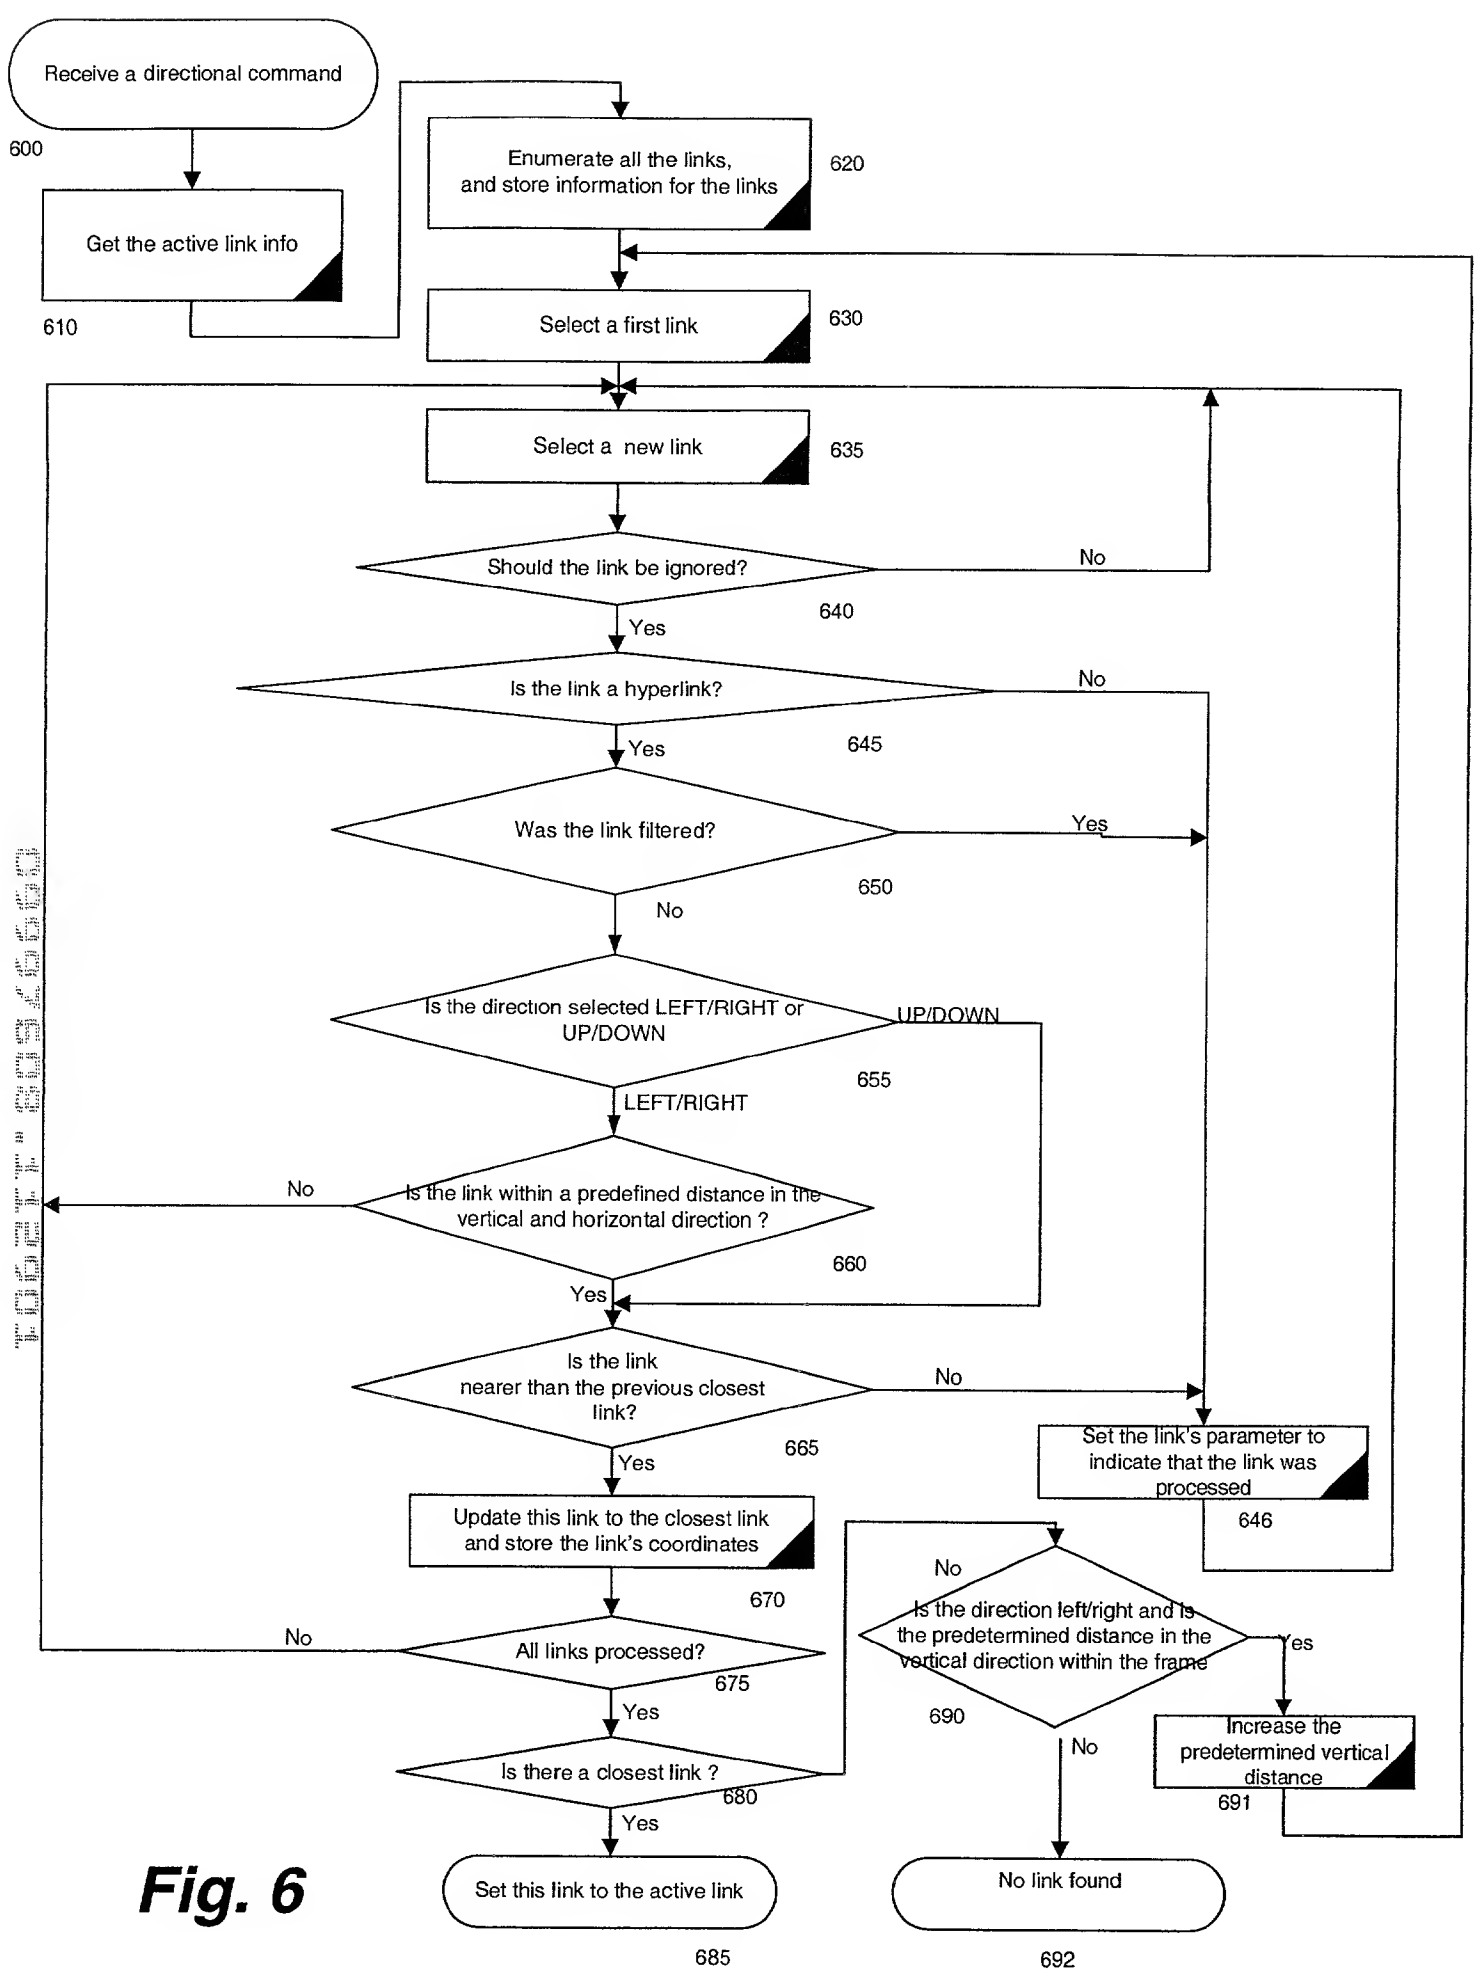 Receive a directional command
600
Enumerate all the links,
and store information for the links
620
Get the active link info
610
Select a first link
630
Select a new link
635
Should the link be ignored?
No
640
Yes
Is the link a hyperlink?
No
645
Yes
Was the link filtered?
Yes
650
No
Is the direction selected LEFT/RIGHT or
UP/DOWN
UP/DOWN
655
LEFT/RIGHT
Is the link within a predefined distance in the
vertical and horizontal direction ?
No
660
Yes
Is the link
nearer than the previous closest
link?
No
665
Yes
Set the link's parameter to
indicate that the link was
processed
646
Update this link to the closest link
and store the link's coordinates
670
No
Is the direction left/right and is
the predetermined distance in the
vertical direction within the frame
Yes
690
No
All links processed?
No
675
Yes
Increase the
predetermined vertical
distance
691
Is there a closest link ?
680
Yes
Set this link to the active link
685
No link found
692
Fig. 6